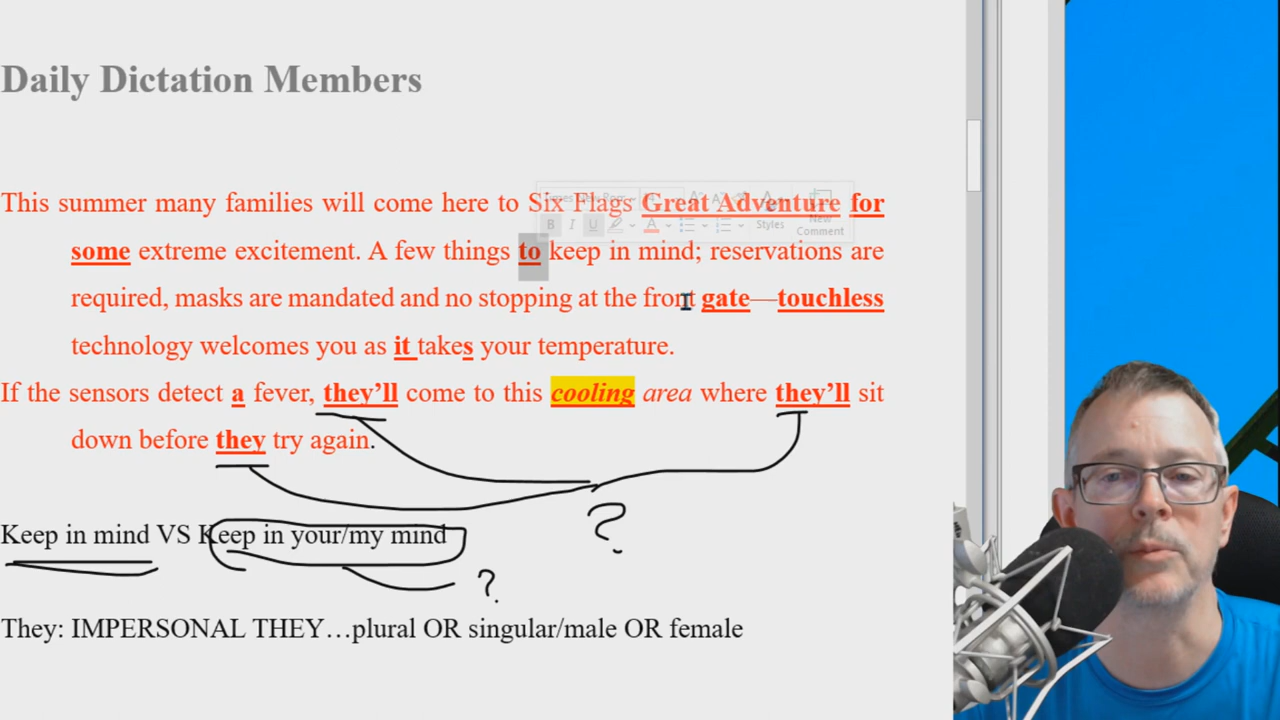 Daily Dictation Members
This summer many families will come here to Six Flags Great Adventure for
some extreme excitement. A few things to keep in mind; reservations are
required, masks are mandated and no stopping at the front gate—touchless
technology welcomes you as it takes your temperature.
If the sensors detect a fever, they’ll come to this cooling area where they’ll sit
down before they try again.
?
Keep in mind VS Keep in your/my mind
?
They: IMPERSONAL THEY…plural OR singular/male OR female
B I U A Styles New
Comment